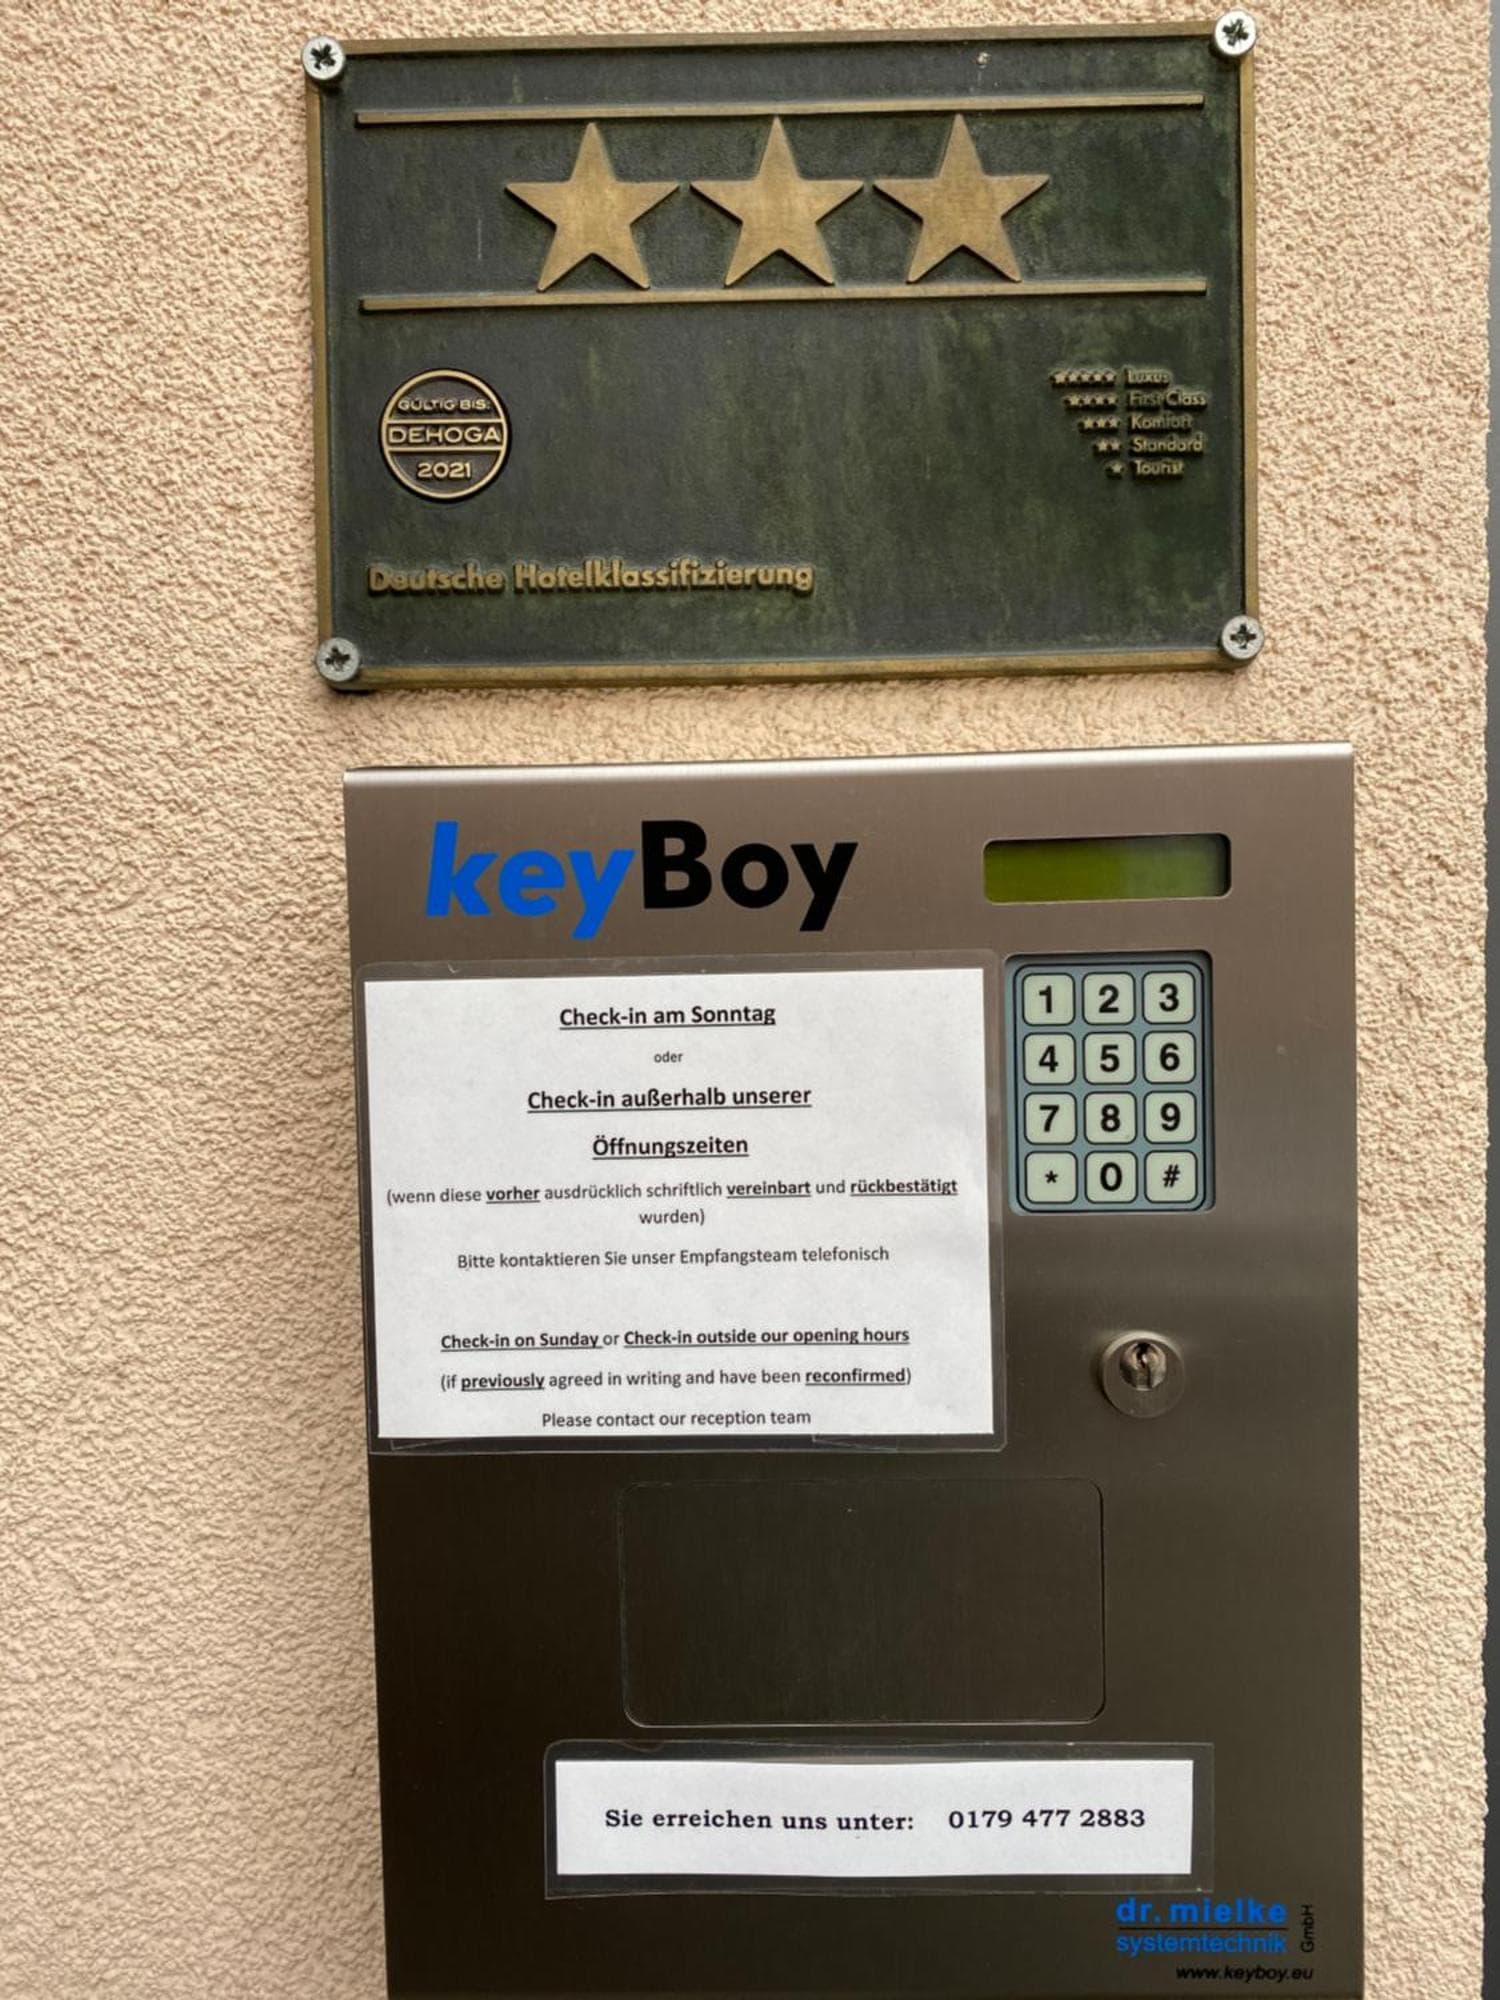 GÜLTIG BIS:
DEHOGA
2021
Luxus
First Class
Komfort
Standard
Tourist
Deutsche Hotelklassifizierung
keyBoy
Check-in am Sonntag
oder
Check-in außerhalb unserer
Öffnungszeiten
(wenn diese vorher ausdrücklich schriftlich vereinbart und rückbestätigt
wurden)
Bitte kontaktieren Sie unser Empfangsteam telefonisch
Check-in on Sunday or Check-in outside our opening hours
(if previously agreed in writing and have been reconfirmed)
Please contact our reception team
1 2 3
4 5 6
7 8 9
* 0 #
Sie erreichen uns unter: 0179 477 2883
dr. mielke
systemtechnik
GmbH
www.keyboy.eu